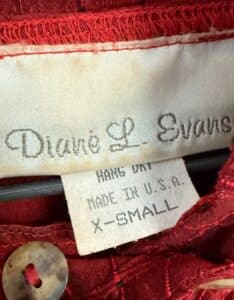 Diané L. Evans
HANG DRY
MADE IN U.S.A.
X-SMALL